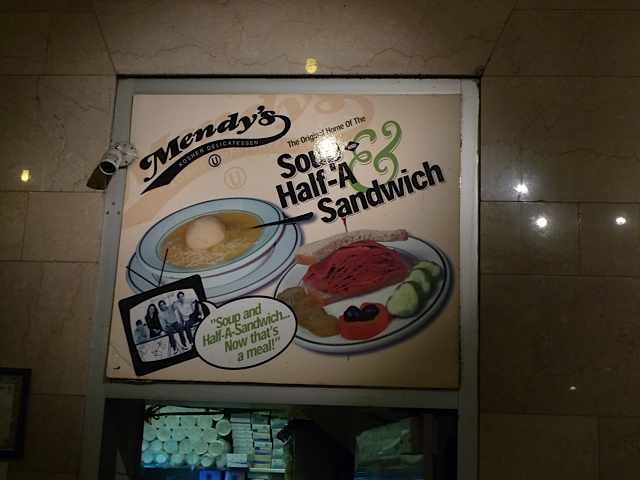 Mendy's
KOSHER DELICATESSEN
U
The Original Home Of The
Soup &
Half-A
Sandwich
"Soup and
Half-A-Sandwich...
Now that's
a meal!"